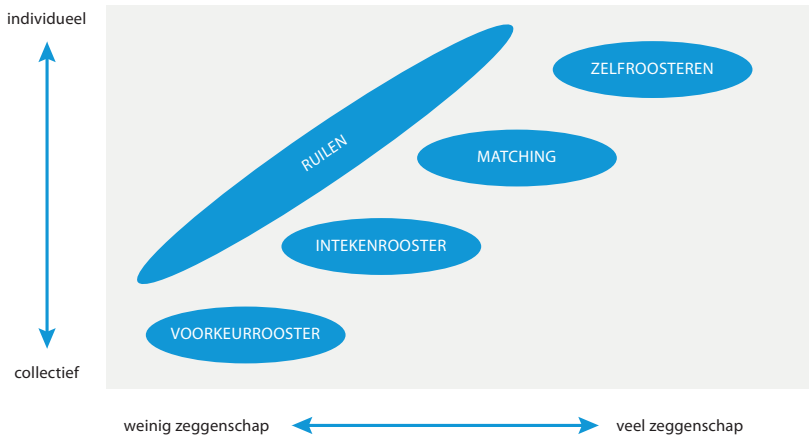 individueel
ZELFROOSTEREN
RUILEN
MATCHING
INTEKENROOSTER
VOORKEURROOSTER
collectief
weinig zeggenschap
veel zeggenschap